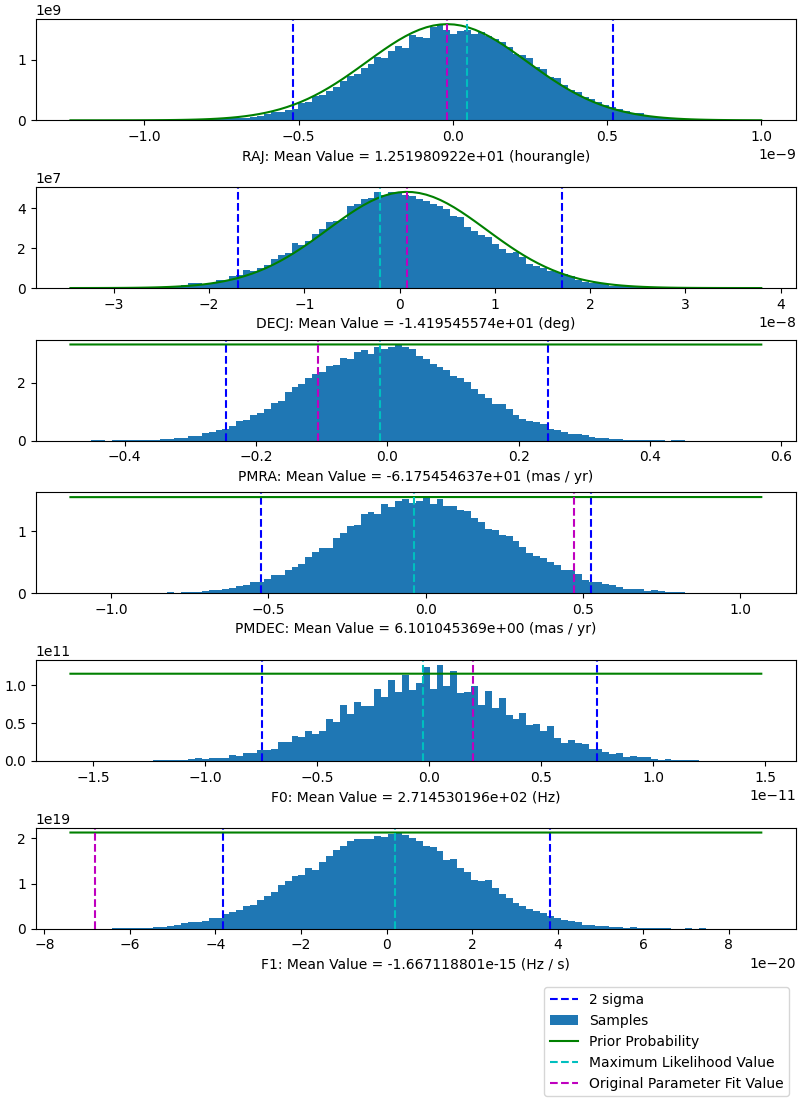 1e9
1
0
−1.0 −0.5 0.0 0.5 1.0
1e−9
RAJ: Mean Value = 1.251980922e+01 (hourangle)
1e7
4
2
0
−3 −2 −1 0 1 2 3 4
1e−8
DECJ: Mean Value = -1.419545574e+01 (deg)
2
0
−0.4 −0.2 0.0 0.2 0.4 0.6
PMRA: Mean Value = -6.175454637e+01 (mas / yr)
1
0
−1.0 −0.5 0.0 0.5 1.0
PMDEC: Mean Value = 6.101045369e+00 (mas / yr)
1e11
1.0
0.5
0.0
−1.5 −1.0 −0.5 0.0 0.5 1.0 1.5
1e−11
F0: Mean Value = 2.714530196e+02 (Hz)
1e19
2
1
0
−8 −6 −4 −2 0 2 4 6 8
1e−20
F1: Mean Value = -1.667118801e-15 (Hz / s)
2 sigma
Samples
Prior Probability
Maximum Likelihood Value
Original Parameter Fit Value